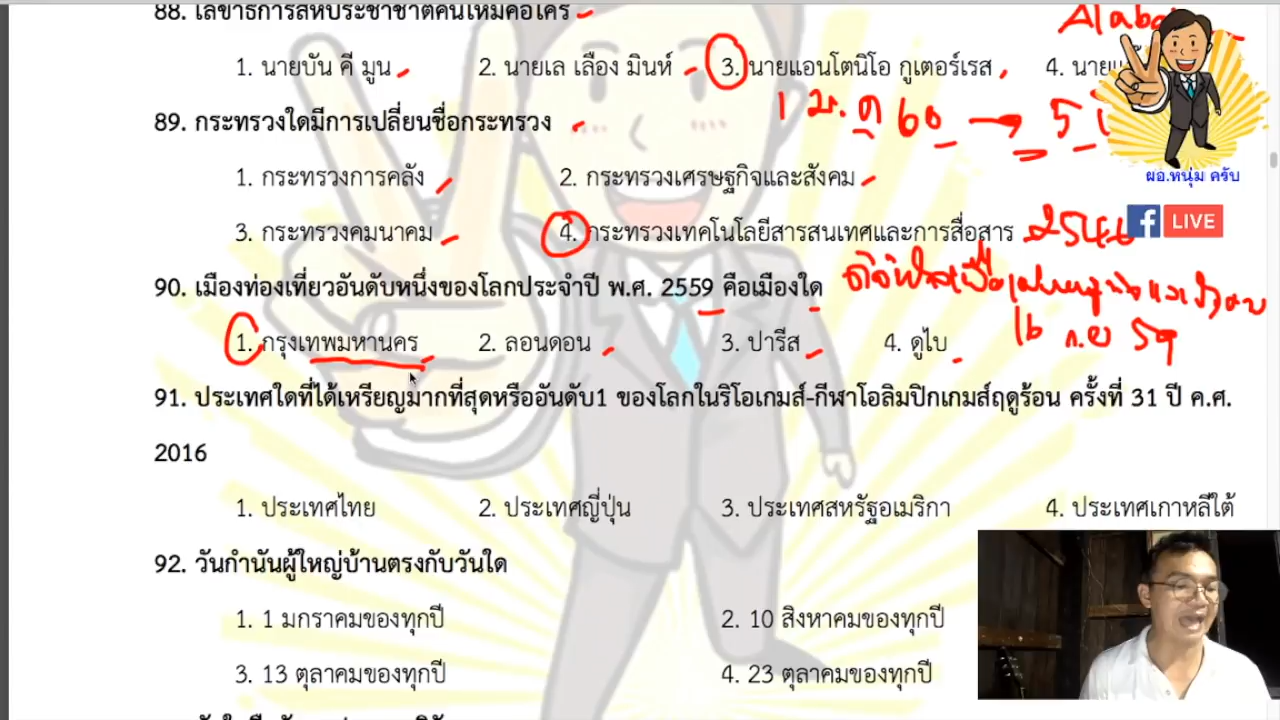 88. เลขาธิการสหประชาชาติคนใหม่คือใคร
1. นายบัน คี มูน 2. นายเล เลือง มินห์ 3. นายแอนโตนิโอ กูเตอร์เรส 4. นาย
1 ม.ค 60
89. กระทรวงใดมีการเปลี่ยนชื่อกระทรวง
ผอ.หนุ่ม ครับ
1. กระทรวงการคลัง 2. กระทรวงเศรษฐกิจและสังคม
3. กระทรวงคมนาคม 4. กระทรวงเทคโนโลยีสารสนเทศและการสื่อสาร
f LIVE
90. เมืองท่องเที่ยวอันดับหนึ่งของโลกประจำปี พ.ศ. 2559 คือเมืองใด
16 ก.ย 59
1. กรุงเทพมหานคร 2. ลอนดอน 3. ปารีส 4. ดูไบ
91. ประเทศใดที่ได้เหรียญมากที่สุดหรืออันดับ1 ของโลกในริโอเกมส์-กีฬาโอลิมปิกเกมส์ฤดูร้อน ครั้งที่ 31 ปี ค.ศ.
2016
1. ประเทศไทย 2. ประเทศญี่ปุ่น 3. ประเทศสหรัฐอเมริกา 4. ประเทศเกาหลีใต้
92. วันกำนันผู้ใหญ่บ้านตรงกับวันใด
1. 1 มกราคมของทุกปี 2. 10 สิงหาคมของทุกปี
3. 13 ตุลาคมของทุกปี 4. 23 ตุลาคมของทุกปี